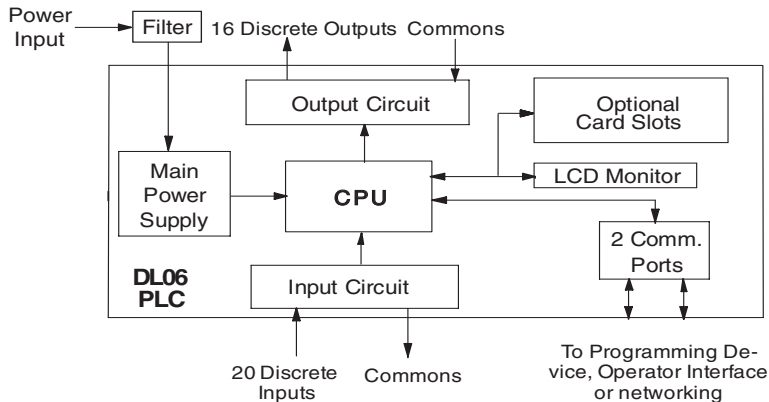 Power
Input
Filter
16 Discrete Outputs
Commons
Output Circuit
Optional
Card Slots
Main
Power
Supply
CPU
LCD Monitor
2 Comm.
Ports
DL06
PLC
Input Circuit
20 Discrete
Inputs
Commons
To Programming De-
vice, Operator Interface
or networking